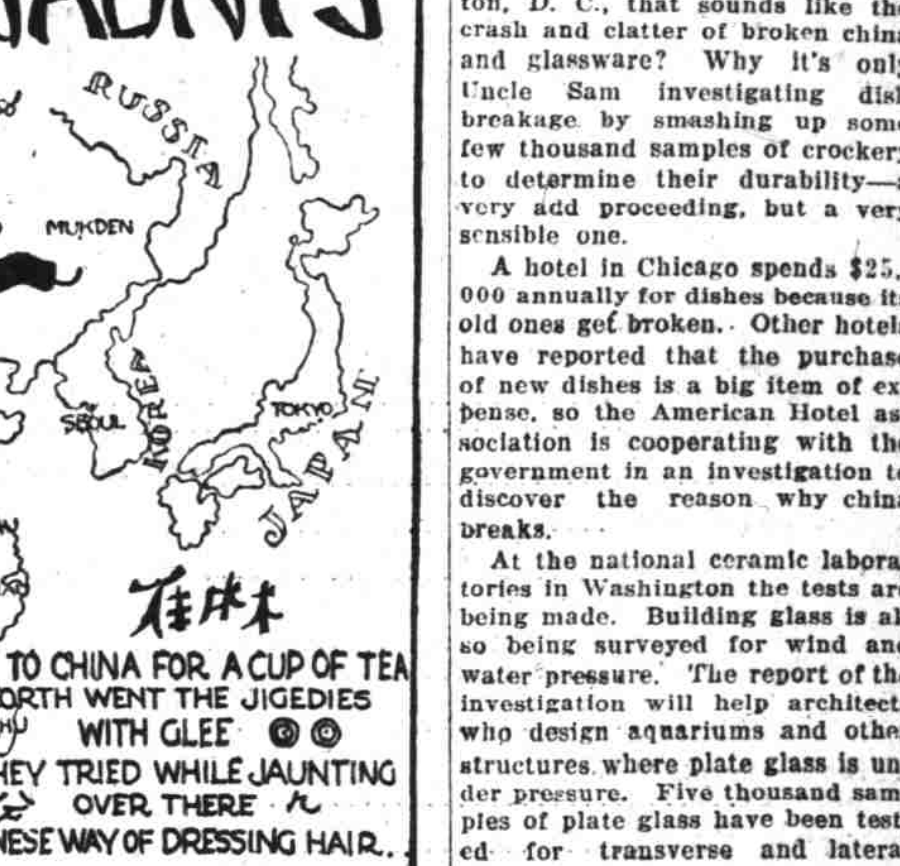 JAUNTS
RUSSIA
MUKDEN
KOREA
SEOUL
TOKYO
JAPAN
TO CHINA FOR A CUP OF TEA
ORTH WENT THE JIGEDIES
WITH GLEE
HEY TRIED WHILE JAUNTING
OVER THERE
NESE WAY OF DRESSING HAIR.
ton, D. C., that sounds like the
crash and clatter of broken china
and glassware? Why it's only
Uncle Sam investigating dish
breakage by smashing up some
few thousand samples of crockery
to determine their durability—a
very add proceeding, but a very
sensible one.
A hotel in Chicago spends $25,
000 annually for dishes because its
old ones get broken. Other hotels
have reported that the purchase
of new dishes is a big item of ex
pense, so the American Hotel as
sociation is cooperating with the
government in an investigation to
discover the reason why china
breaks.
At the national ceramic labora
tories in Washington the tests are
being made. Building glass is al
so being surveyed for wind and
water pressure. The report of the
investigation will help architects
who design aquariums and other
structures where plate glass is un
der pressure. Five thousand sam
ples of plate glass have been test
ed for transverse and lateral